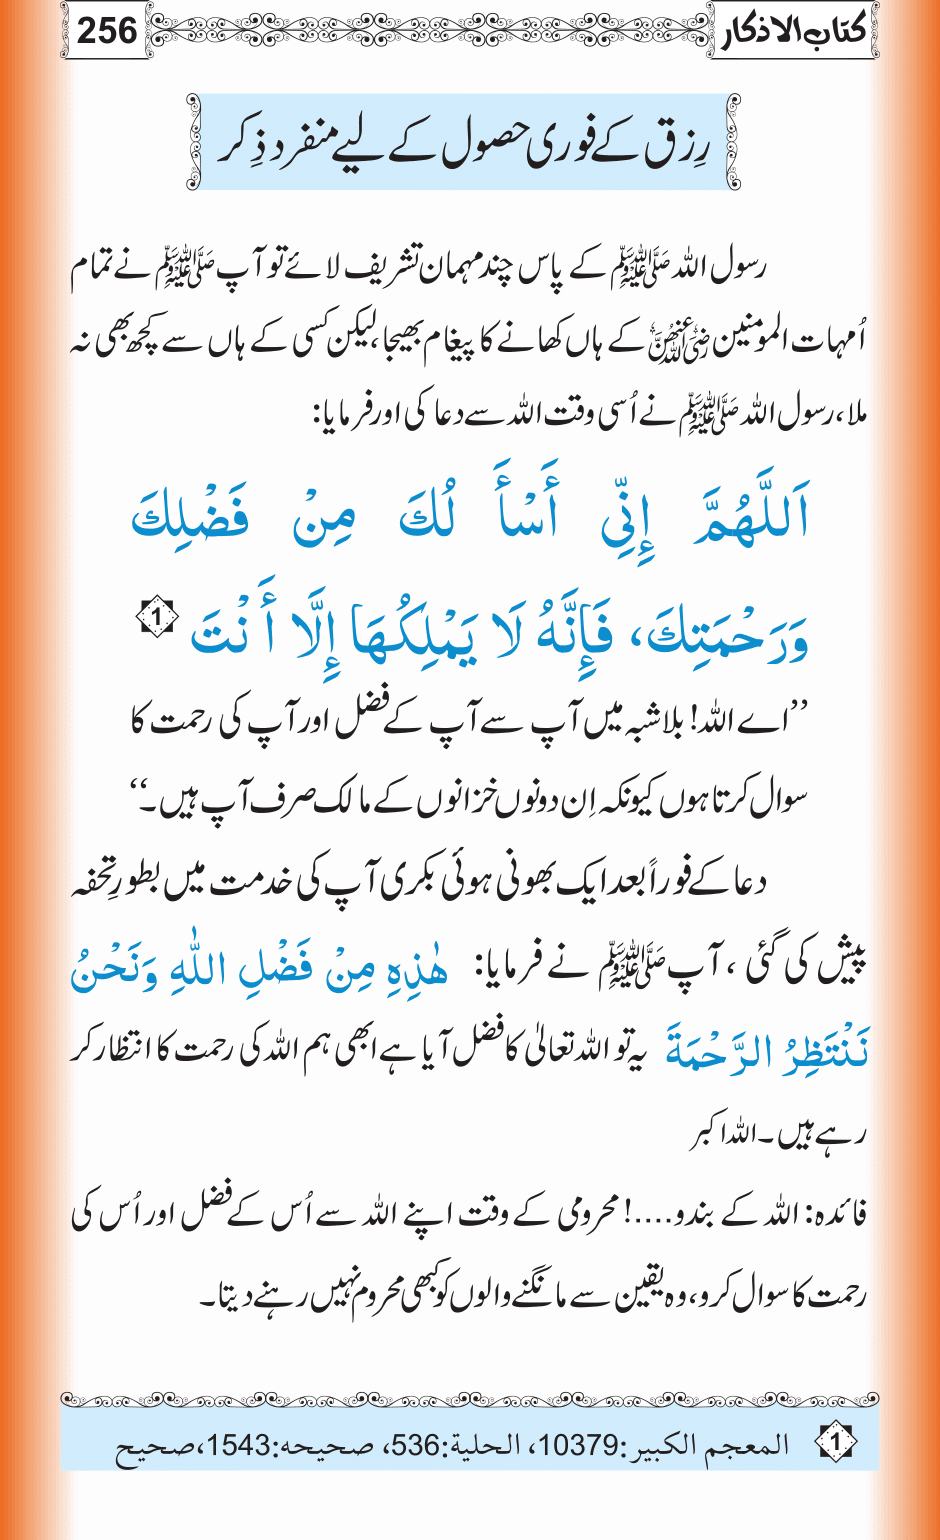 كتاب الاذكار
256
رِزق کے فوری حصول کے لیے منفرد ذِکر
رسول اللہ ﷺ کے پاس چند مہمان تشریف لائے تو آپ ﷺ نے تمام
اُمہات المومنین رضی اللہ عنہن کے ہاں کھانے کا پیغام بھیجا، لیکن کسی کے ہاں سے کچھ بھی نہ
ملا، رسول اللہ ﷺ نے اُسی وقت اللہ سے دعا کی اور فرمایا:
اَللَّهُمَّ إِنِّي أَسْأَلُكَ مِنْ فَضْلِكَ
وَرَحْمَتِكَ، فَإِنَّهُ لَا يَمْلِكُهَا إِلَّا أَنْتَ 1
’’اے اللہ! بلاشبہ میں آپ سے آپ کے فضل اور آپ کی رحمت کا
سوال کرتا ہوں کیونکہ اِن دونوں خزانوں کے مالک صرف آپ ہیں۔‘‘
دعا کے فوراً بعد ایک بھونی ہوئی بکری آپ کی خدمت میں بطورِ تحفہ
پیش کی گئی، آپ ﷺ نے فرمایا: هٰذِهِ مِنْ فَضْلِ اللّٰهِ وَنَحْنُ
نَنْتَظِرُ الرَّحْمَةَ یہ تو اللہ تعالیٰ کا فضل آیا ہے ابھی ہم اللہ کی رحمت کا انتظار کر
رہے ہیں۔ اللہ اکبر
فائدہ: اللہ کے بندو....! محرومی کے وقت اپنے اللہ سے اُس کے فضل اور اُس کی
رحمت کا سوال کرو، وہ یقین سے مانگنے والوں کو کبھی محروم نہیں رہنے دیتا۔
1 المعجم الكبير:10379، الحلية:536، صحيحه:1543،صحيح